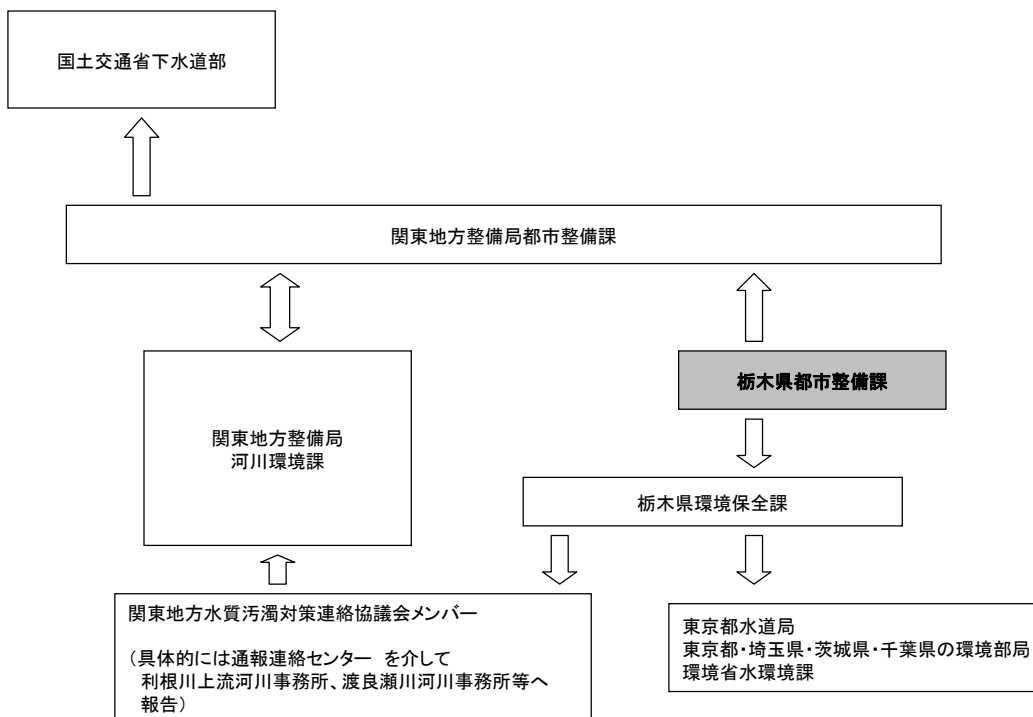 国土交通省下水道部
関東地方整備局都市整備課
関東地方整備局
河川環境課
栃木県都市整備課
栃木県環境保全課
関東地方水質汚濁対策連絡協議会メンバー
（具体的には通報連絡センター を介して
利根川上流河川事務所、渡良瀬川河川事務所等へ
報告）
東京都水道局
東京都・埼玉県・茨城県・千葉県の環境部局
環境省水環境課